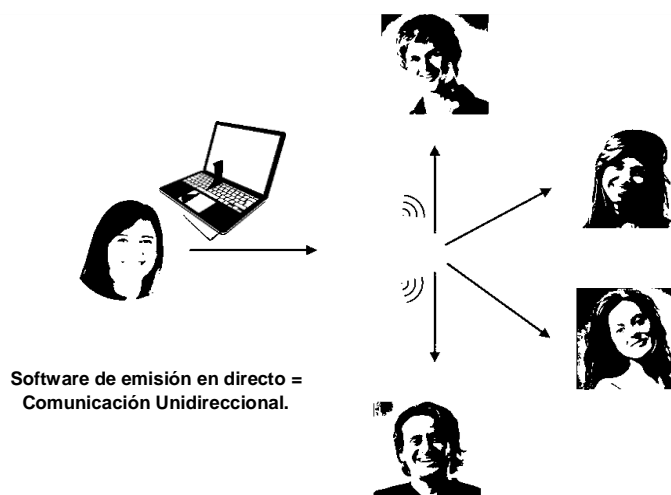 Software de emisión en directo =
Comunicación Unidireccional.